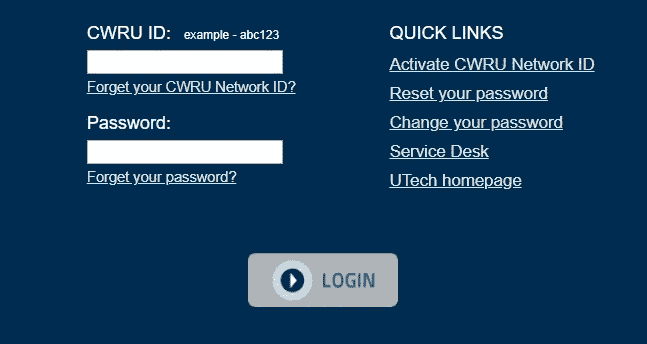 CWRU ID: example - abc123
Forget your CWRU Network ID?
Password:
Forget your password?
QUICK LINKS
Activate CWRU Network ID
Reset your password
Change your password
Service Desk
UTech homepage
LOGIN